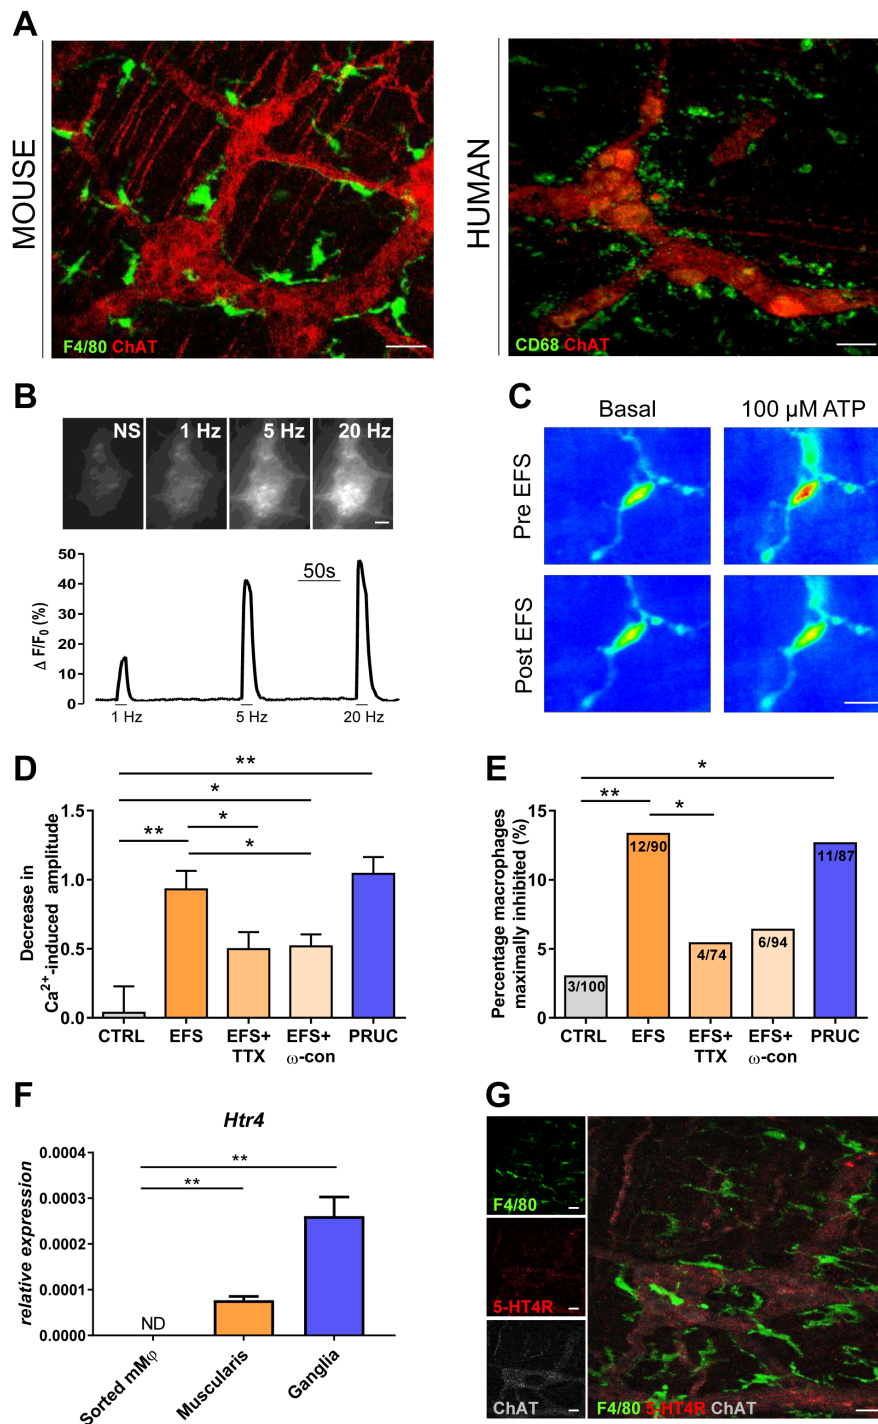 A
MOUSE
F4/80 ChAT
HUMAN
CD68 ChAT
B
NS
1 Hz
5 Hz
20 Hz
50
40
30
20
10
0
Δ F/F0 (%)
50s
1 Hz
5 Hz
20 Hz
C
Basal
100 µM ATP
Pre EFS
Post EFS
D
**
*
*
**
*
1.5
1.0
0.5
0.0
Decrease in
Ca2+-induced amplitude
CTRL
EFS
EFS+
TTX
EFS+
ω-con
PRUC
E
*
**
*
15
10
5
0
Percentage macrophages
maximally inhibited (%)
3/100
12/90
4/74
6/94
11/87
CTRL
EFS
EFS+
TTX
EFS+
ω-con
PRUC
F
Htr4
**
**
0.0004
0.0003
0.0002
0.0001
0.0000
relative expression
ND
Sorted mMφ
Muscularis
Ganglia
G
F4/80
5-HT4R
ChAT
F4/80 5-HT4R ChAT